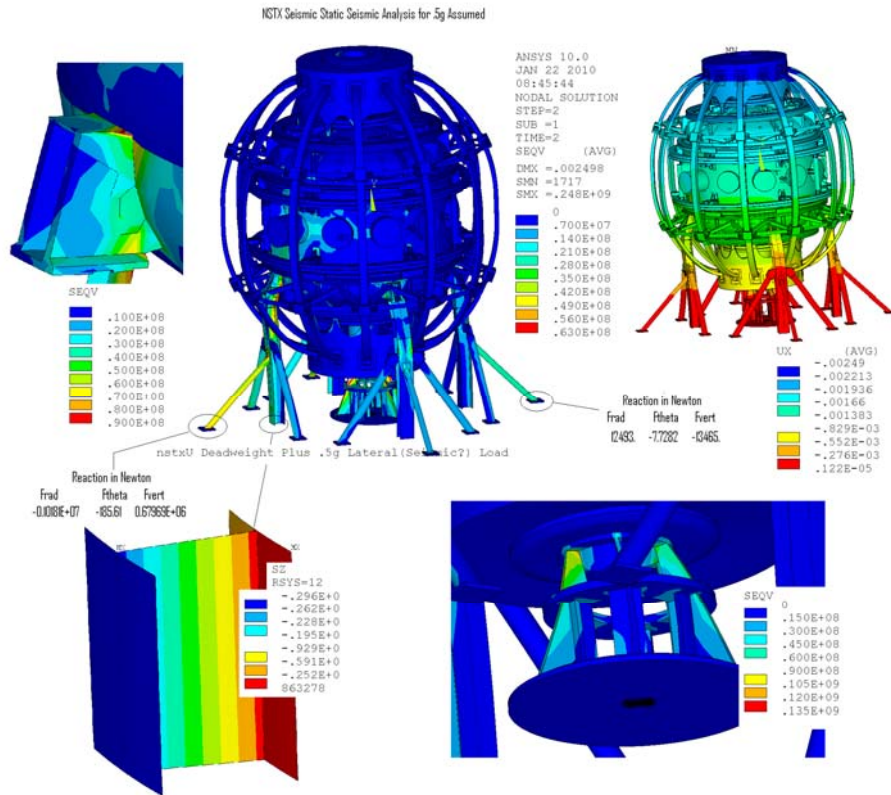 NSTX Seismic Static Seismic Analysis for .5g Assumed
ANSYS 10.0
JAN 22 2010
08:45:44
NODAL SOLUTION
STEP=2
SUB =1
TIME=2
SEQV (AVG)
DMX =.002498
SMN =1717
SMX =.248E+09
0
.700E+07
.140E+08
.210E+08
.280E+08
.350E+08
.420E+08
.490E+08
.560E+08
.630E+08
SEQV
.100E+08
.200E+08
.300E+08
.400E+08
.500E+08
.600E+08
.700E+08
.800E+08
.900E+08
UX (AVG)
-.00249
-.002213
-.001936
-.00166
-.001383
-.829E-03
-.552E-03
-.276E-03
.122E-05
Reaction in Newton
Frad Ftheta Fvert
12493. -7.7282 -13465.
nstxU Deadweight Plus .5g Lateral(Seismic?) Load
Reaction in Newton
Frad Ftheta Fvert
-0.10181E+07 -185.61 0.67969E+06
MX
SZ
RSYS=12
-.296E+0
-.262E+0
-.228E+0
-.195E+0
-.929E+0
-.591E+0
-.252E+0
863278
SEQV
0
.150E+08
.300E+08
.450E+08
.600E+08
.900E+08
.105E+09
.120E+09
.135E+09